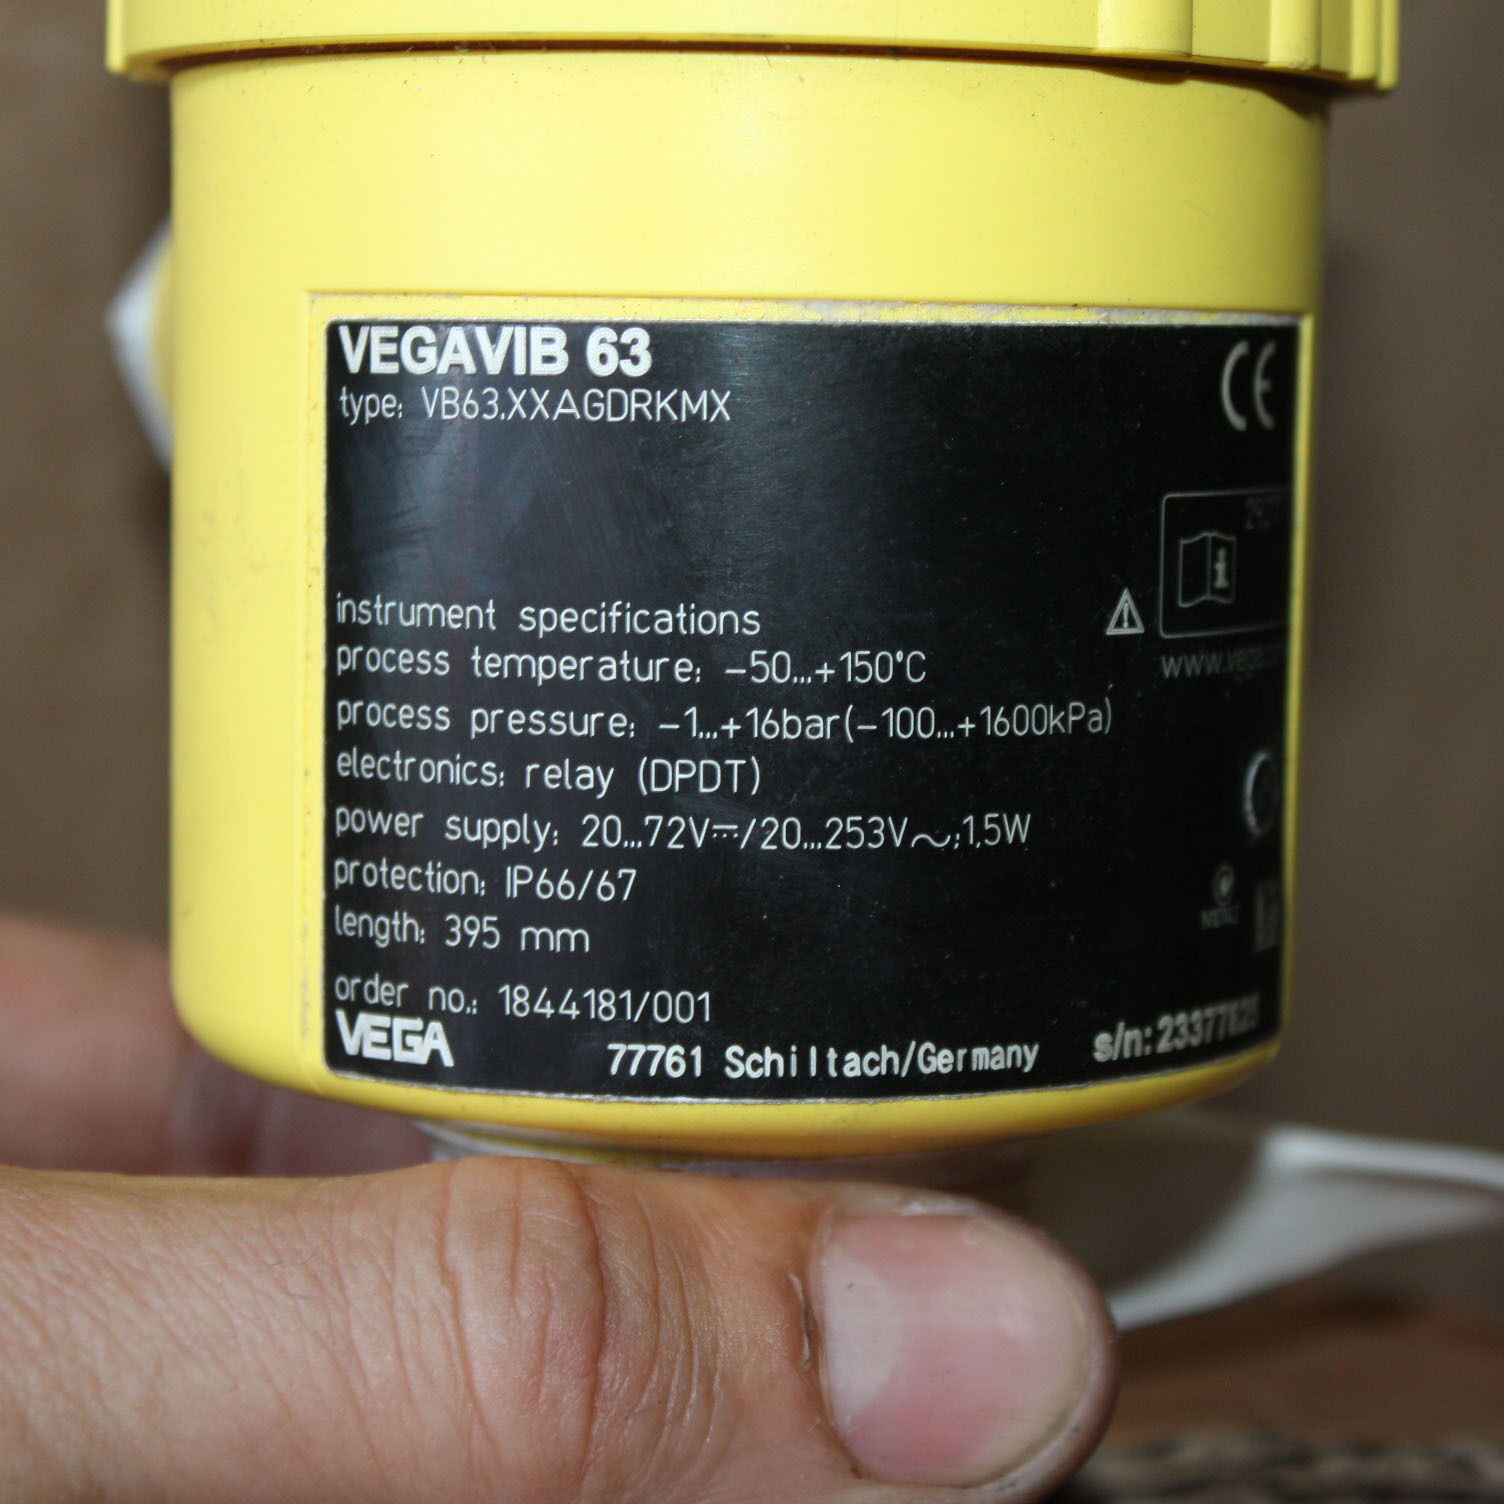 VEGAVIB 63
type: VB63.XXAGDRKMX
CE
instrument specifications
process temperature: -50...+150°C
process pressure: -1...+16bar(-100...+1600kPa)
electronics: relay (DPDT)
power supply: 20...72V⎓/20...253V~;1,5W
protection: IP66/67
length: 395 mm
order no.: 1844181/001
VEGA
77761 Schiltach/Germany
s/n: